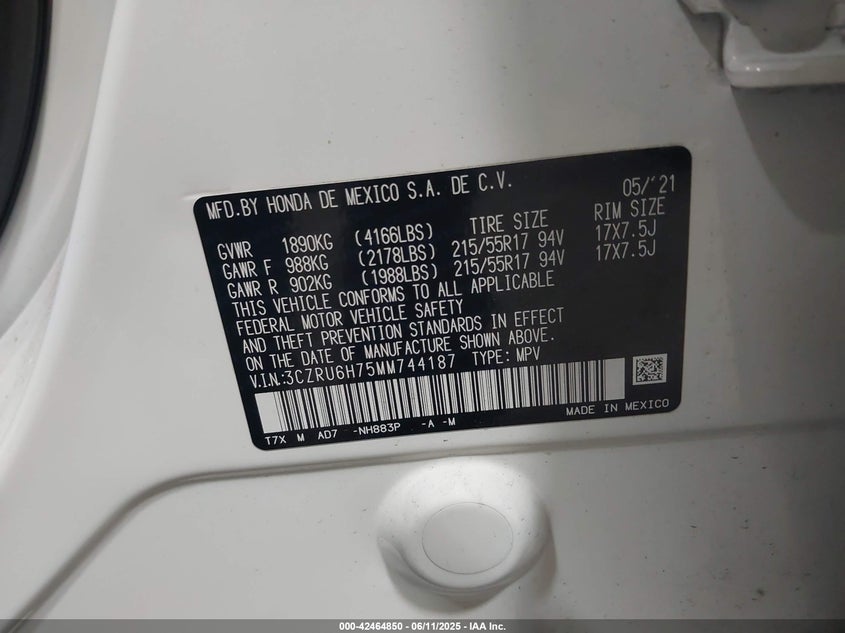 MFD.BY HONDA DE MEXICO S.A. DE C.V. 05/'21
TIRE SIZE RIM SIZE
GVWR 1890KG (4166LBS)
GAWR F 988KG (2178LBS) 215/55R17 94V 17X7.5J
GAWR R 902KG (1988LBS) 215/55R17 94V 17X7.5J
THIS VEHICLE CONFORMS TO ALL APPLICABLE
FEDERAL MOTOR VEHICLE SAFETY
AND THEFT PREVENTION STANDARDS IN EFFECT
ON THE DATE OF MANUFACTURE SHOWN ABOVE.
V.I.N.:3CZRU6H75MM744187 TYPE: MPV
MADE IN MEXICO
T7X M AD7 -NH883P -A -M
000-42464850 - 06/11/2025 - IAA Inc.